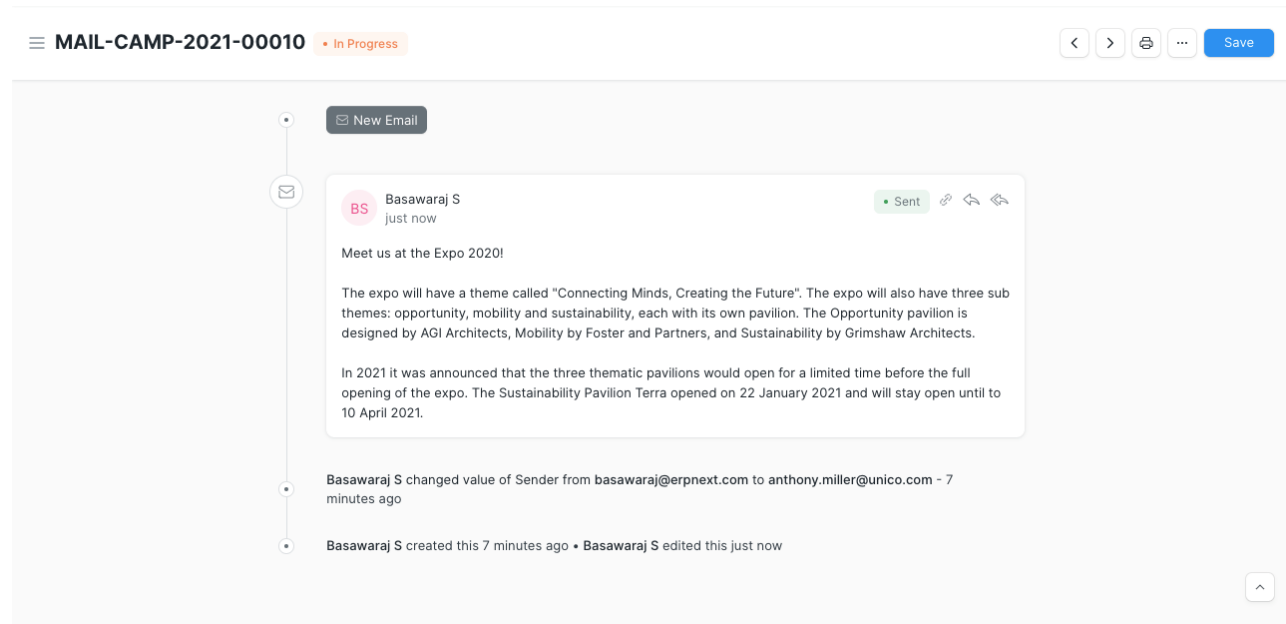 MAIL-CAMP-2021-00010 • In Progress
Save
New Email
BS
Basawaraj S
just now
• Sent
Meet us at the Expo 2020!
The expo will have a theme called "Connecting Minds, Creating the Future". The expo will also have three sub
themes: opportunity, mobility and sustainability, each with its own pavilion. The Opportunity pavilion is
designed by AGI Architects, Mobility by Foster and Partners, and Sustainability by Grimshaw Architects.
In 2021 it was announced that the three thematic pavilions would open for a limited time before the full
opening of the expo. The Sustainability Pavilion Terra opened on 22 January 2021 and will stay open until to
10 April 2021.
Basawaraj S changed value of Sender from basawaraj@erpnext.com to anthony.miller@unico.com - 7
minutes ago
Basawaraj S created this 7 minutes ago • Basawaraj S edited this just now